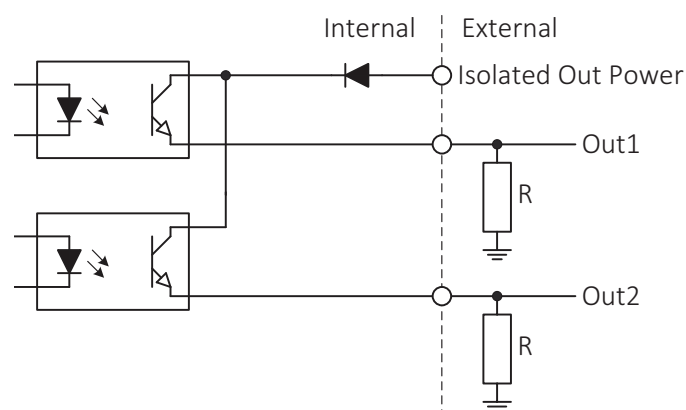 Internal
External
Isolated Out Power
Out1
R
Out2
R